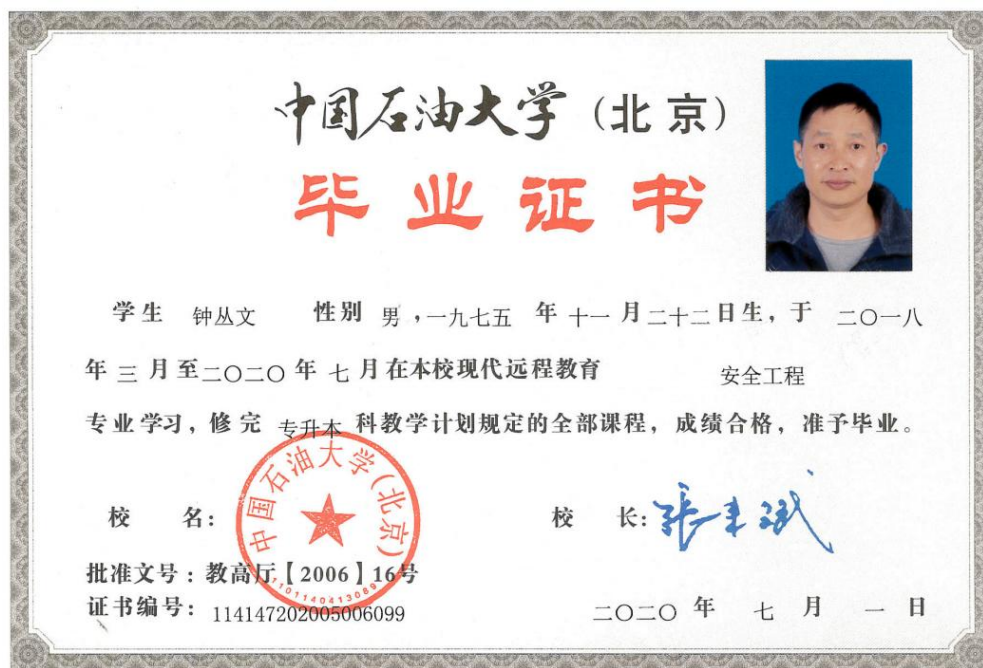 中国石油大学（北京）
毕业证书
学生 钟丛文 性别 男，一九七五 年 十一 月二十二日生，于 二〇一八
年 三 月至二〇二〇 年 七 月在本校现代远程教育 安全工程
专业学习，修完 专升本 科教学计划规定的全部课程，成绩合格，准予毕业。
中国石油大学(北京)
校 名： 校 长：张来斌
批准文号：教高厅【2006】16号
1101140413089
证书编号：114147202005006099 二〇二〇 年 七 月 一 日